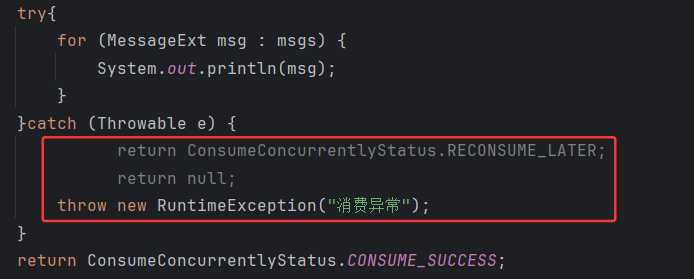 try{
for (MessageExt msg : msgs) {
System.out.println(msg);
}
}catch (Throwable e) {
return ConsumeConcurrentlyStatus.RECONSUME_LATER;
return null;
throw new RuntimeException("消费异常");
}
return ConsumeConcurrentlyStatus.CONSUME_SUCCESS;